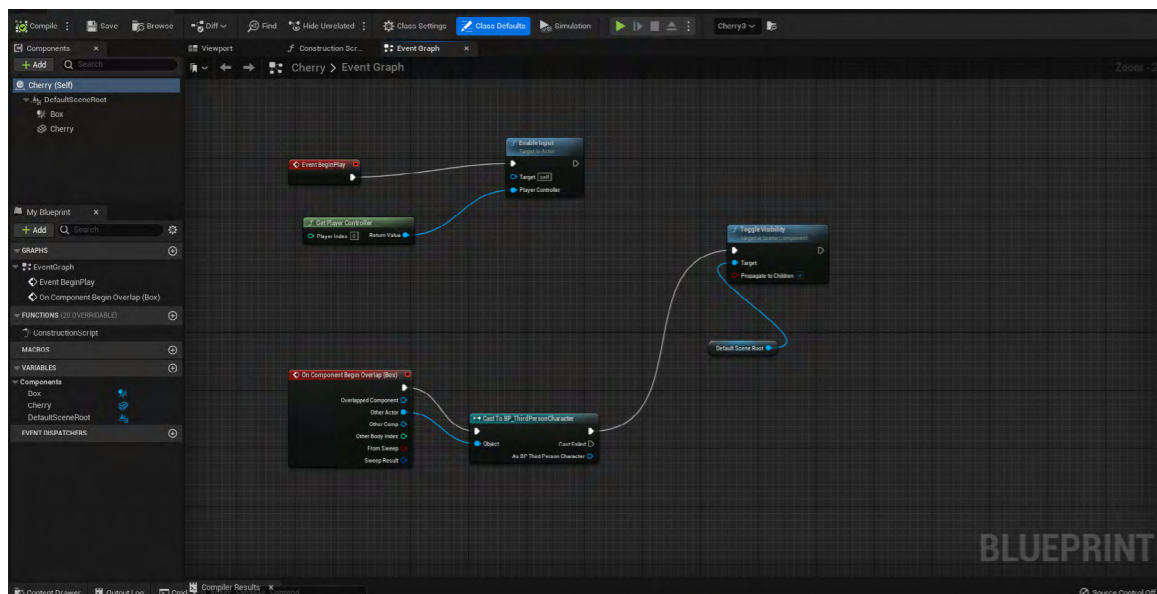 Compile Save Browse Diff Find Hide Unrelated Class Settings Class Defaults Simulation Cherry3
Components
+ Add Search
Cherry (Self)
DefaultSceneRoot
Box
Cherry
My Blueprint
+ Add Search
GRAPHS
EventGraph
Event BeginPlay
On Component Begin Overlap (Box)
FUNCTIONS (20 OVERRIDABLE)
ConstructionScript
MACROS
VARIABLES
Components
Box
Cherry
DefaultSceneRoot
EVENT DISPATCHERS
Viewport Construction Scr... Event Graph
Cherry > Event Graph Zoom -2
Event BeginPlay
Enable Input
Target is Actor
Target self
Player Controller
Get Player Controller
Player Index 0 Return Value
Toggle Visibility
Target is Scene Component
Target
Propagate to Children
Default Scene Root
On Component Begin Overlap (Box)
Overlapped Component
Other Actor
Other Comp
Other Body Index
From Sweep
Sweep Result
Cast To BP_ThirdPersonCharacter
Object Cast Failed
As BP Third Person Character
BLUEPRINT
Compiler Results
Content Drawer Output Log Cmd Source Control Off